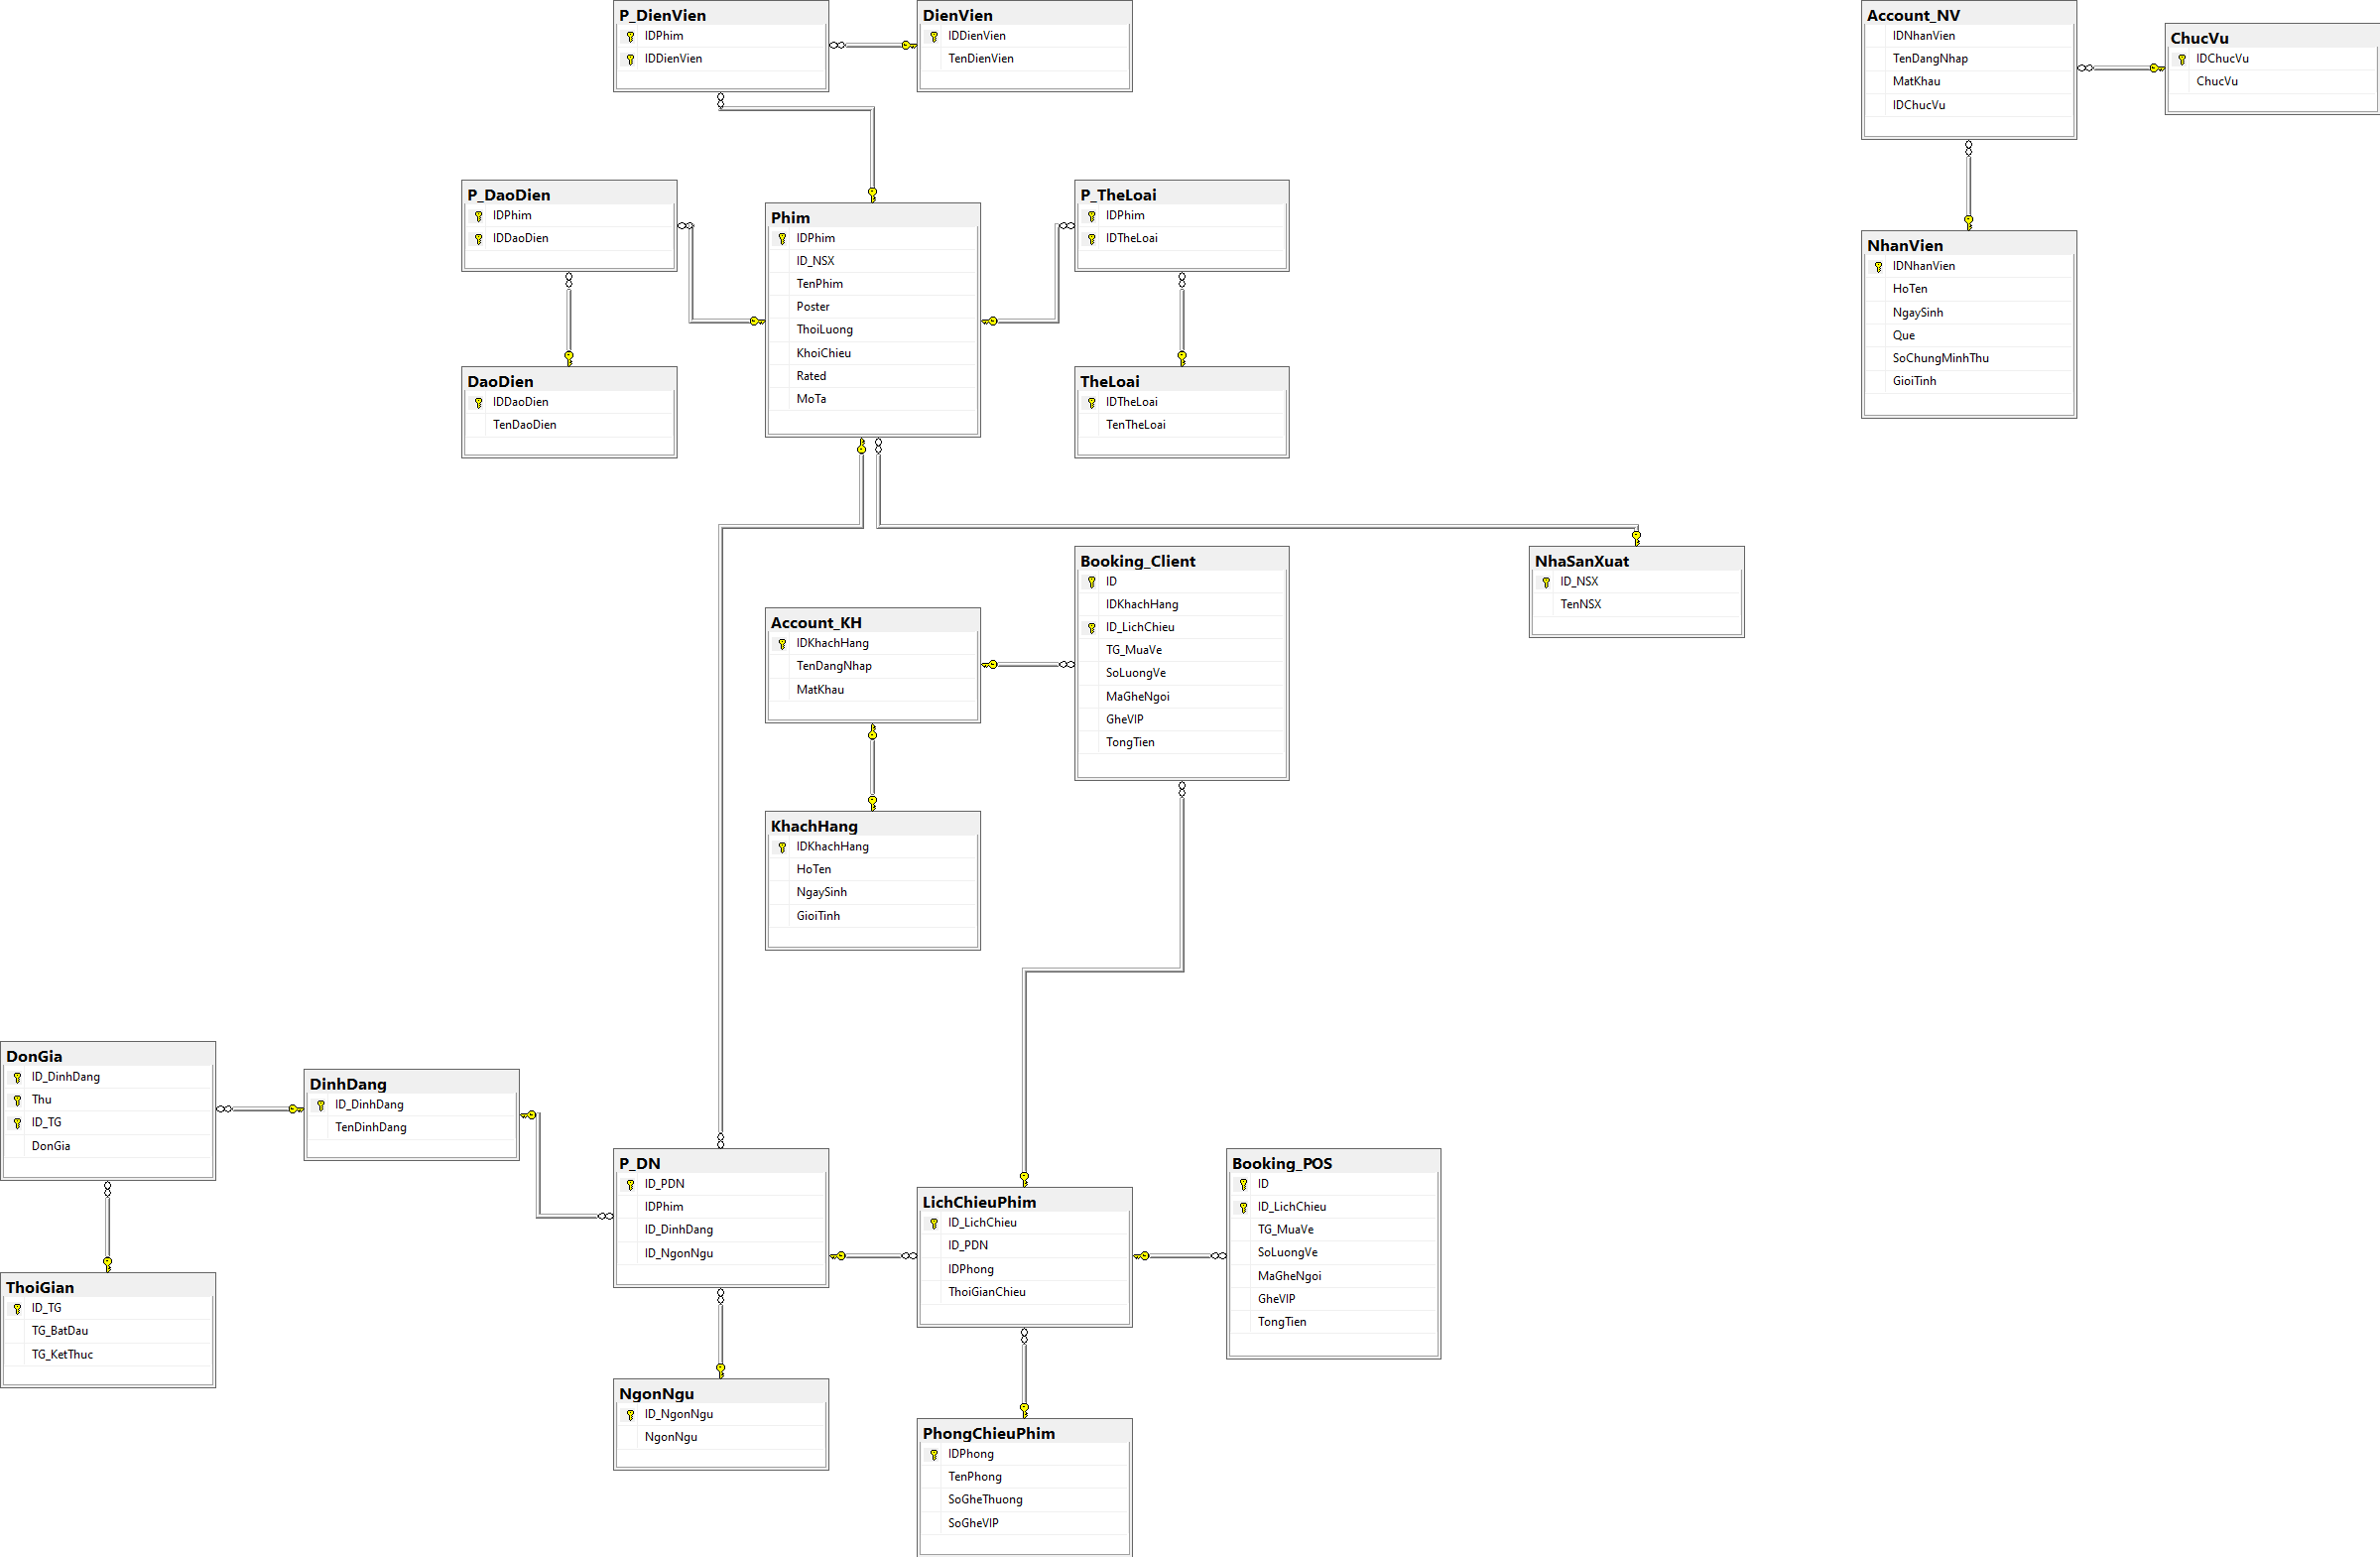 P_DienVien
IDPhim
IDDienVien
DienVien
IDDienVien
TenDienVien
Account_NV
IDNhanVien
TenDangNhap
MatKhau
IDChucVu
ChucVu
IDChucVu
ChucVu
P_DaoDien
IDPhim
IDDaoDien
Phim
IDPhim
ID_NSX
TenPhim
Poster
ThoiLuong
KhoiChieu
Rated
MoTa
P_TheLoai
IDPhim
IDTheLoai
NhanVien
IDNhanVien
HoTen
NgaySinh
Que
SoChungMinhThu
GioiTinh
DaoDien
IDDaoDien
TenDaoDien
TheLoai
IDTheLoai
TenTheLoai
Booking_Client
ID
IDKhachHang
ID_LichChieu
TG_MuaVe
SoLuongVe
MaGheNgoi
GheVIP
TongTien
NhaSanXuat
ID_NSX
TenNSX
Account_KH
IDKhachHang
TenDangNhap
MatKhau
KhachHang
IDKhachHang
HoTen
NgaySinh
GioiTinh
DonGia
ID_DinhDang
Thu
ID_TG
DonGia
DinhDang
ID_DinhDang
TenDinhDang
P_DN
ID_PDN
IDPhim
ID_DinhDang
ID_NgonNgu
LichChieuPhim
ID_LichChieu
ID_PDN
IDPhong
ThoiGianChieu
Booking_POS
ID
ID_LichChieu
TG_MuaVe
SoLuongVe
MaGheNgoi
GheVIP
TongTien
ThoiGian
ID_TG
TG_BatDau
TG_KetThuc
NgonNgu
ID_NgonNgu
NgonNgu
PhongChieuPhim
IDPhong
TenPhong
SoGheThuong
SoGheVIP